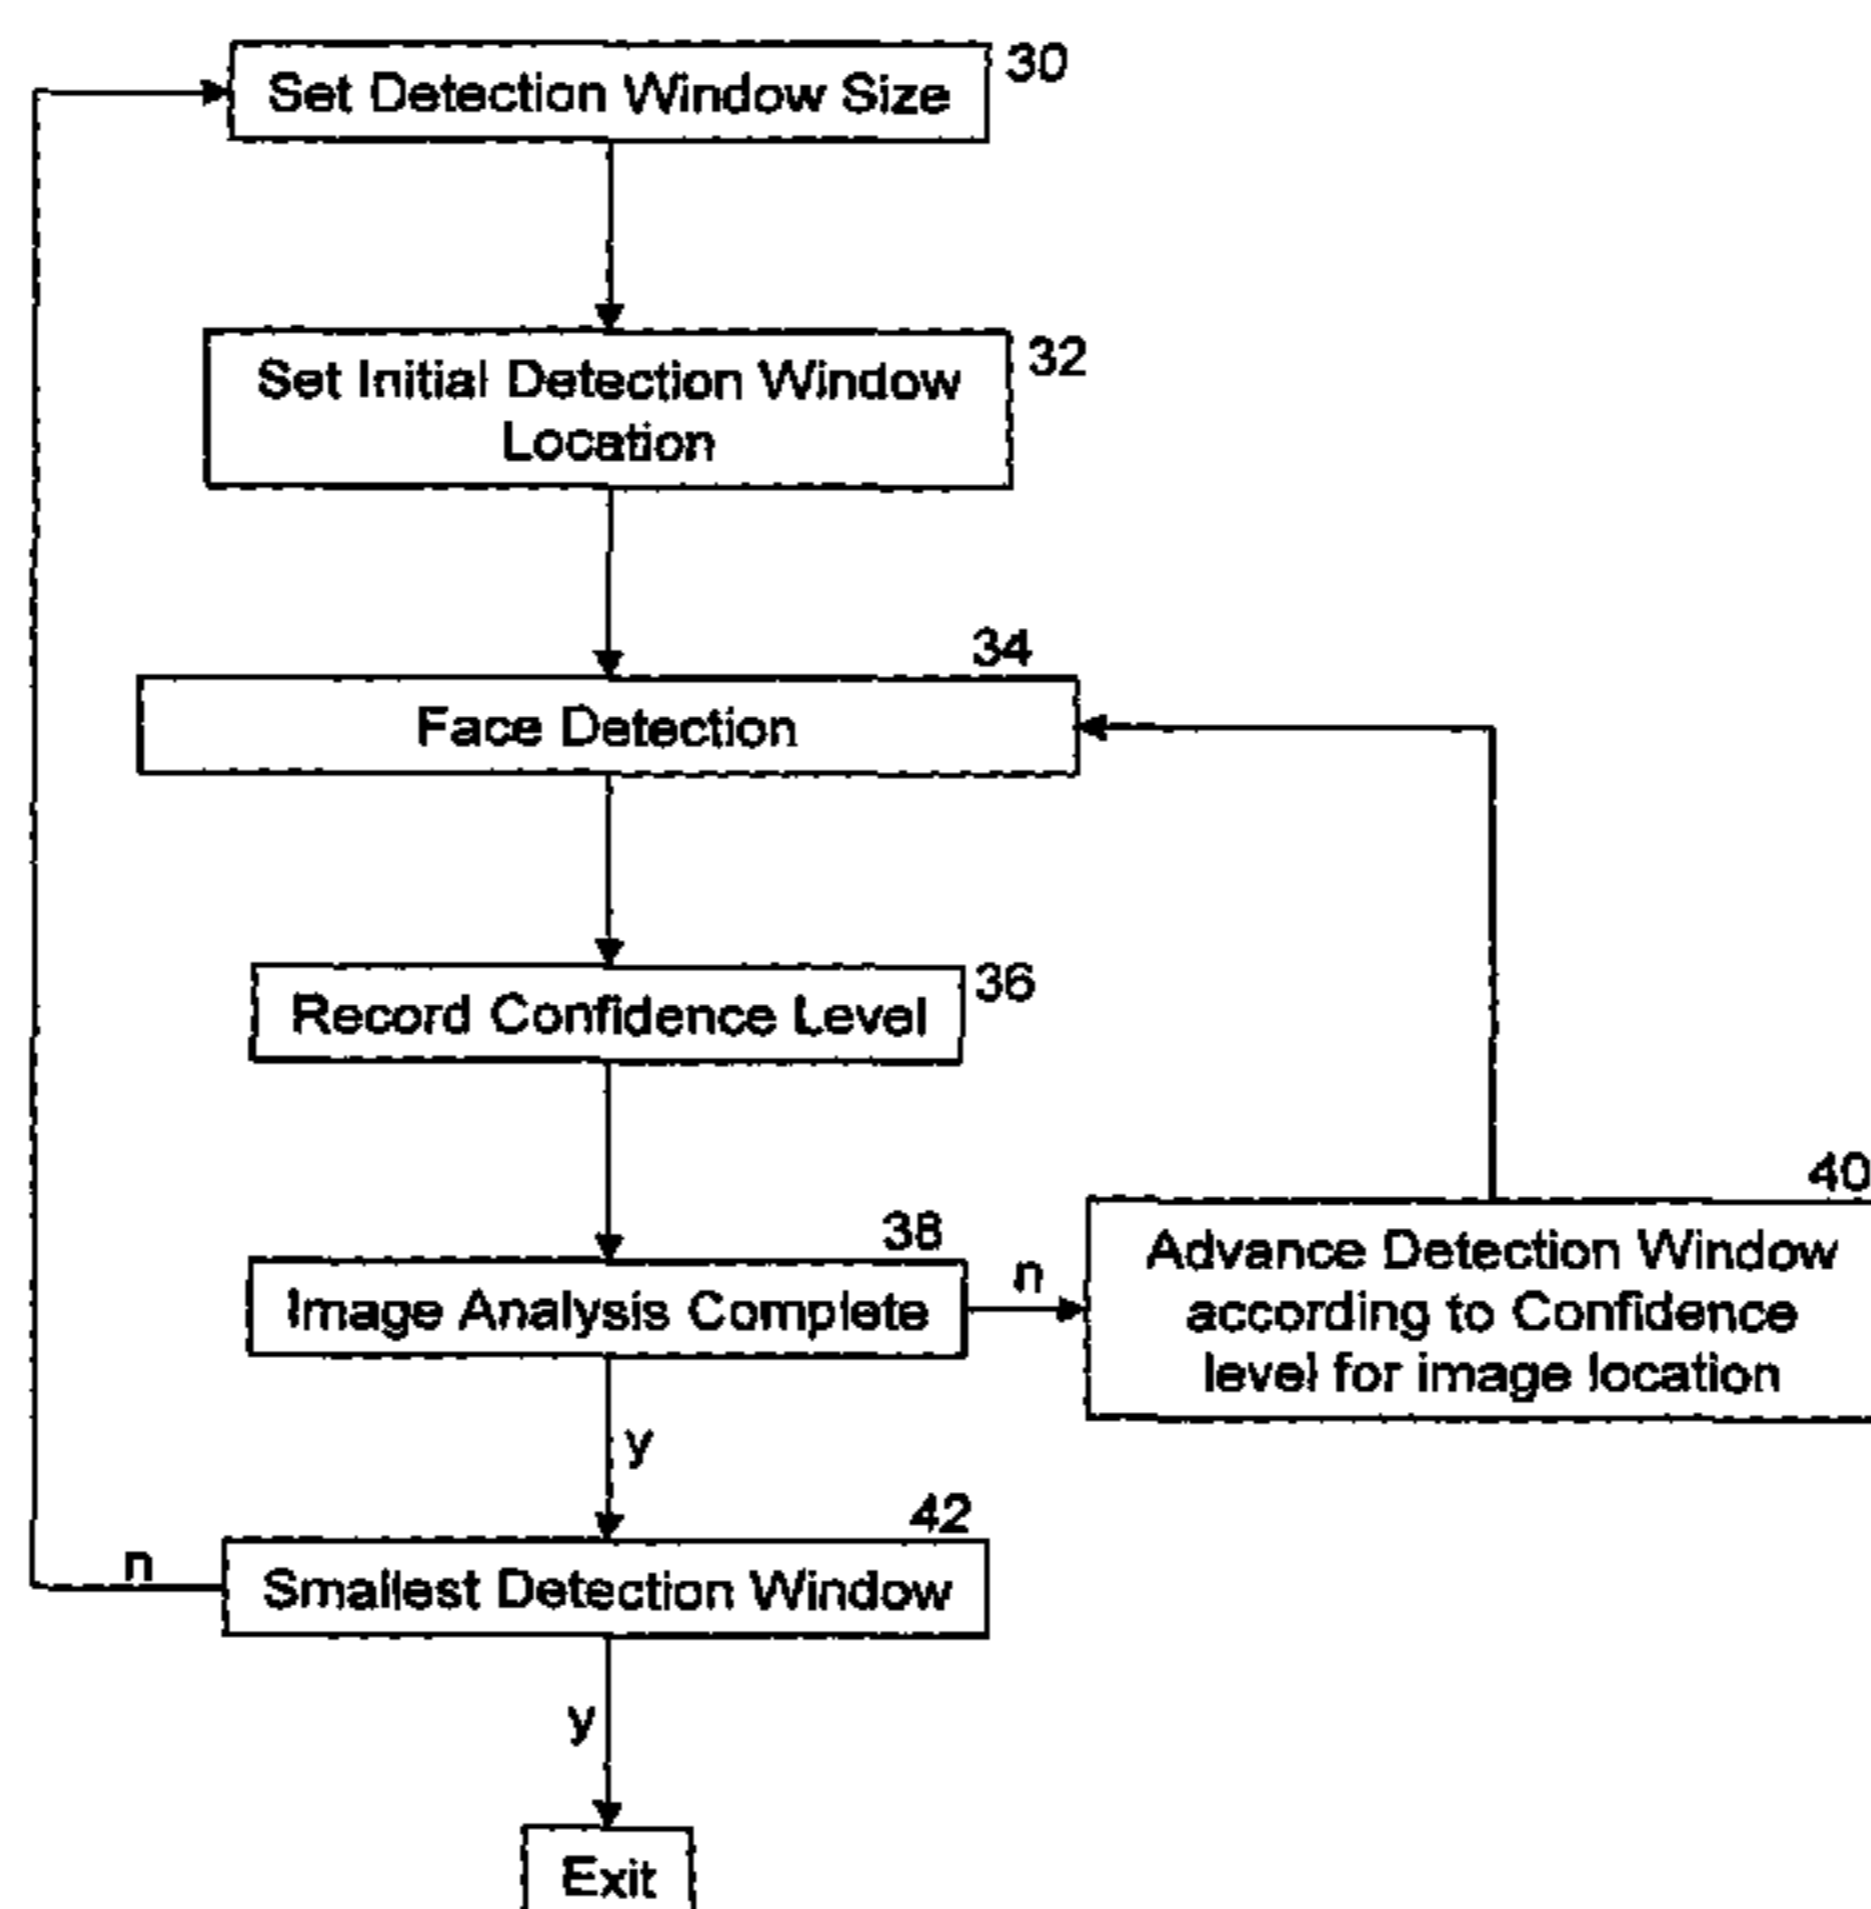 30
Set Detection Window Size
32
Set Initial Detection Window
Location
34
Face Detection
36
Record Confidence Level
38
Image Analysis Complete
n
40
Advance Detection Window
according to Confidence
level for image location
y
42
n
Smallest Detection Window
y
Exit